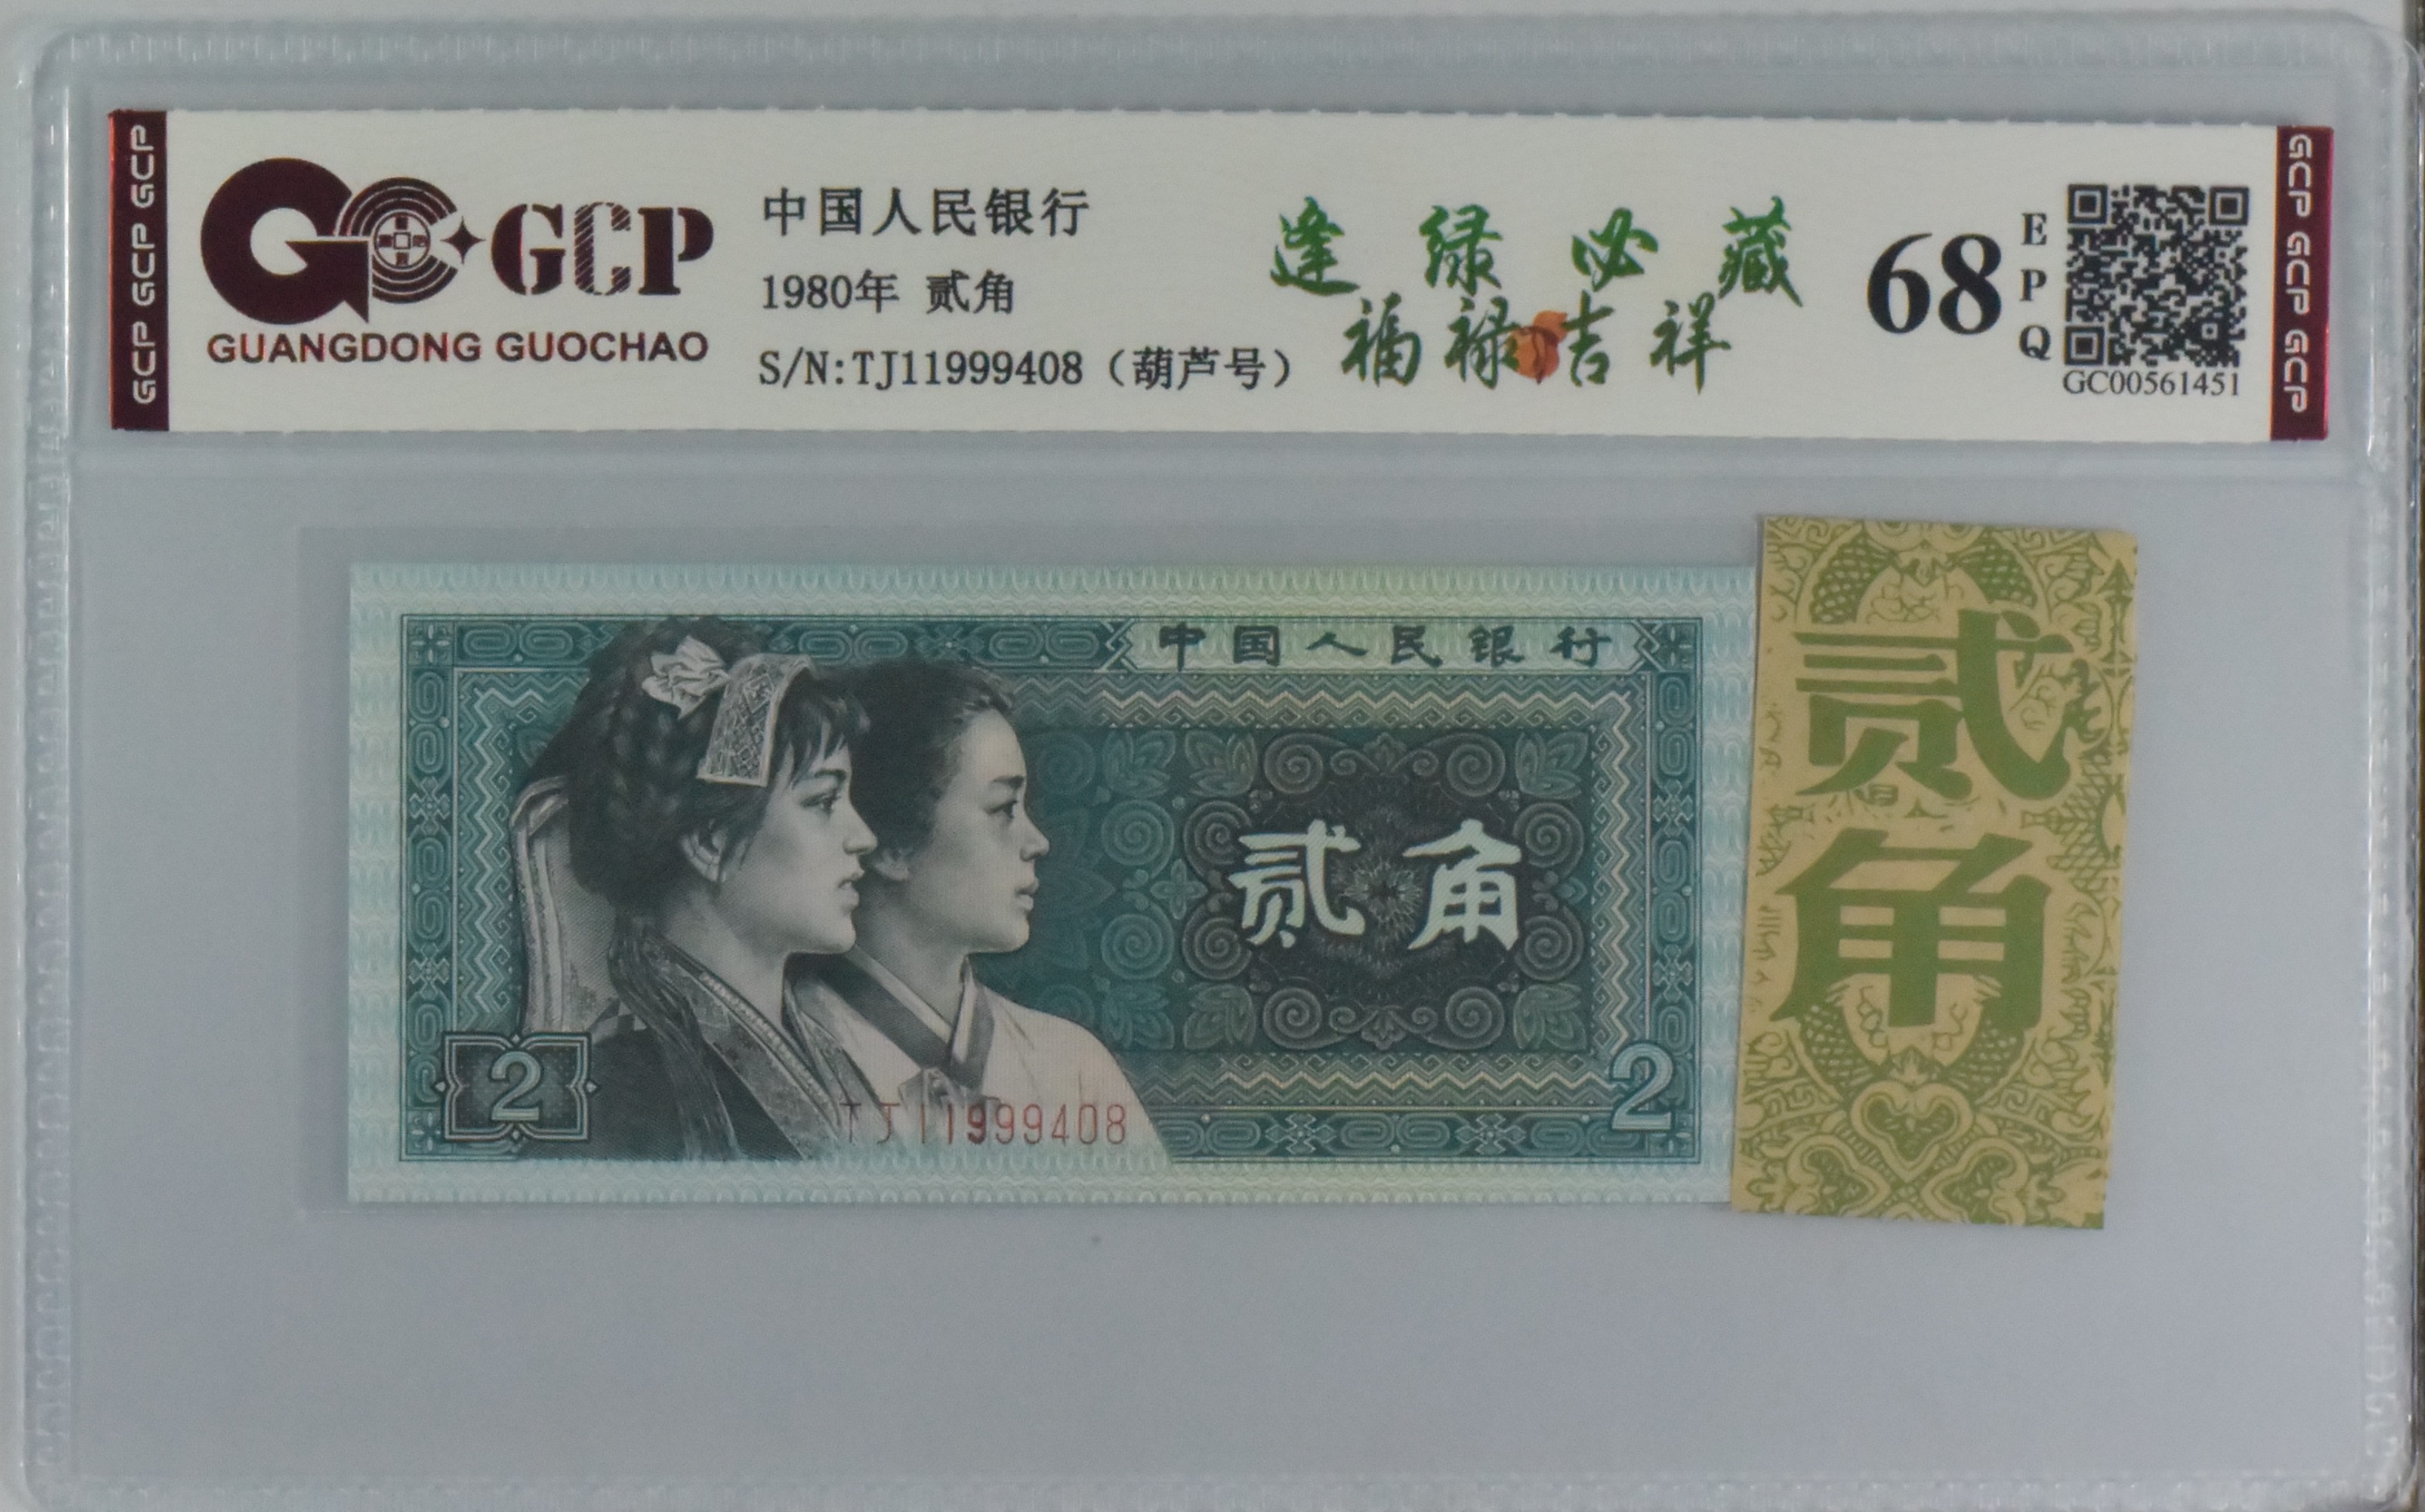 GCP GCP GCP
GCP
GUANGDONG GUOCHAO
中国人民银行
1980年 贰角
S/N:TJ11999408（葫芦号）
逢绿必藏
福禄吉祥
68
EPQ
GC00561451
GCP GCP GCP
中国人民银行
贰角
2
2
TJ11999408
贰角